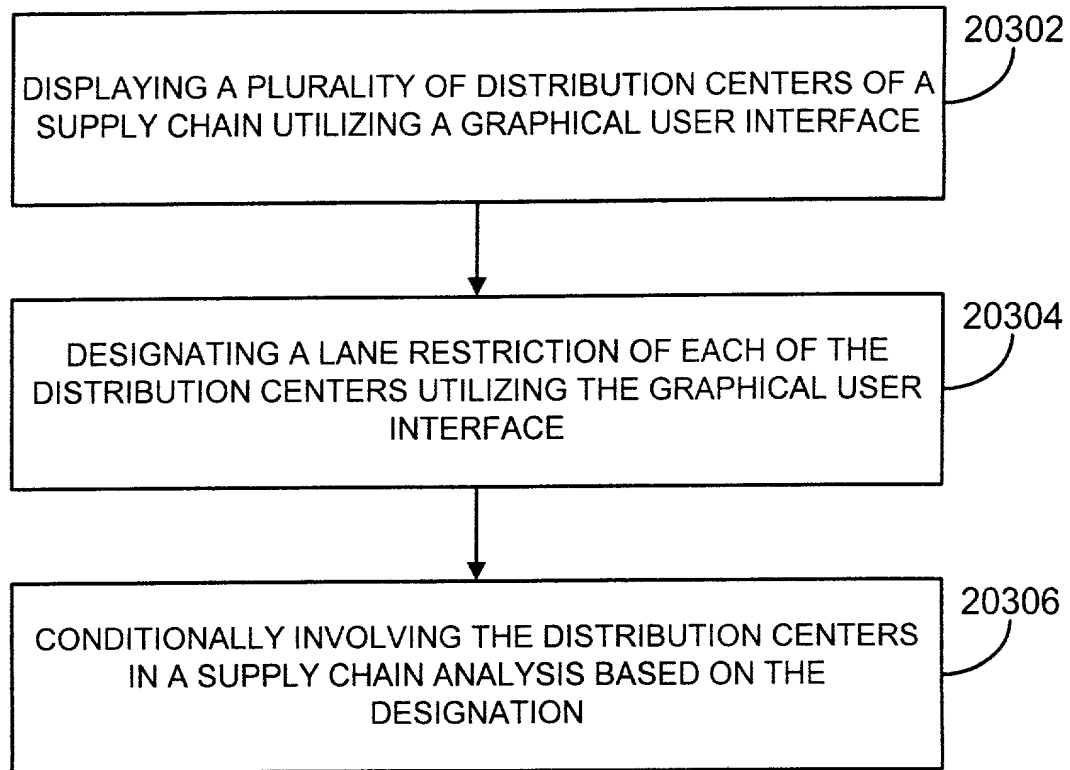 20302
DISPLAYING A PLURALITY OF DISTRIBUTION CENTERS OF A
SUPPLY CHAIN UTILIZING A GRAPHICAL USER INTERFACE
20304
DESIGNATING A LANE RESTRICTION OF EACH OF THE
DISTRIBUTION CENTERS UTILIZING THE GRAPHICAL USER
INTERFACE
20306
CONDITIONALLY INVOLVING THE DISTRIBUTION CENTERS
IN A SUPPLY CHAIN ANALYSIS BASED ON THE
DESIGNATION